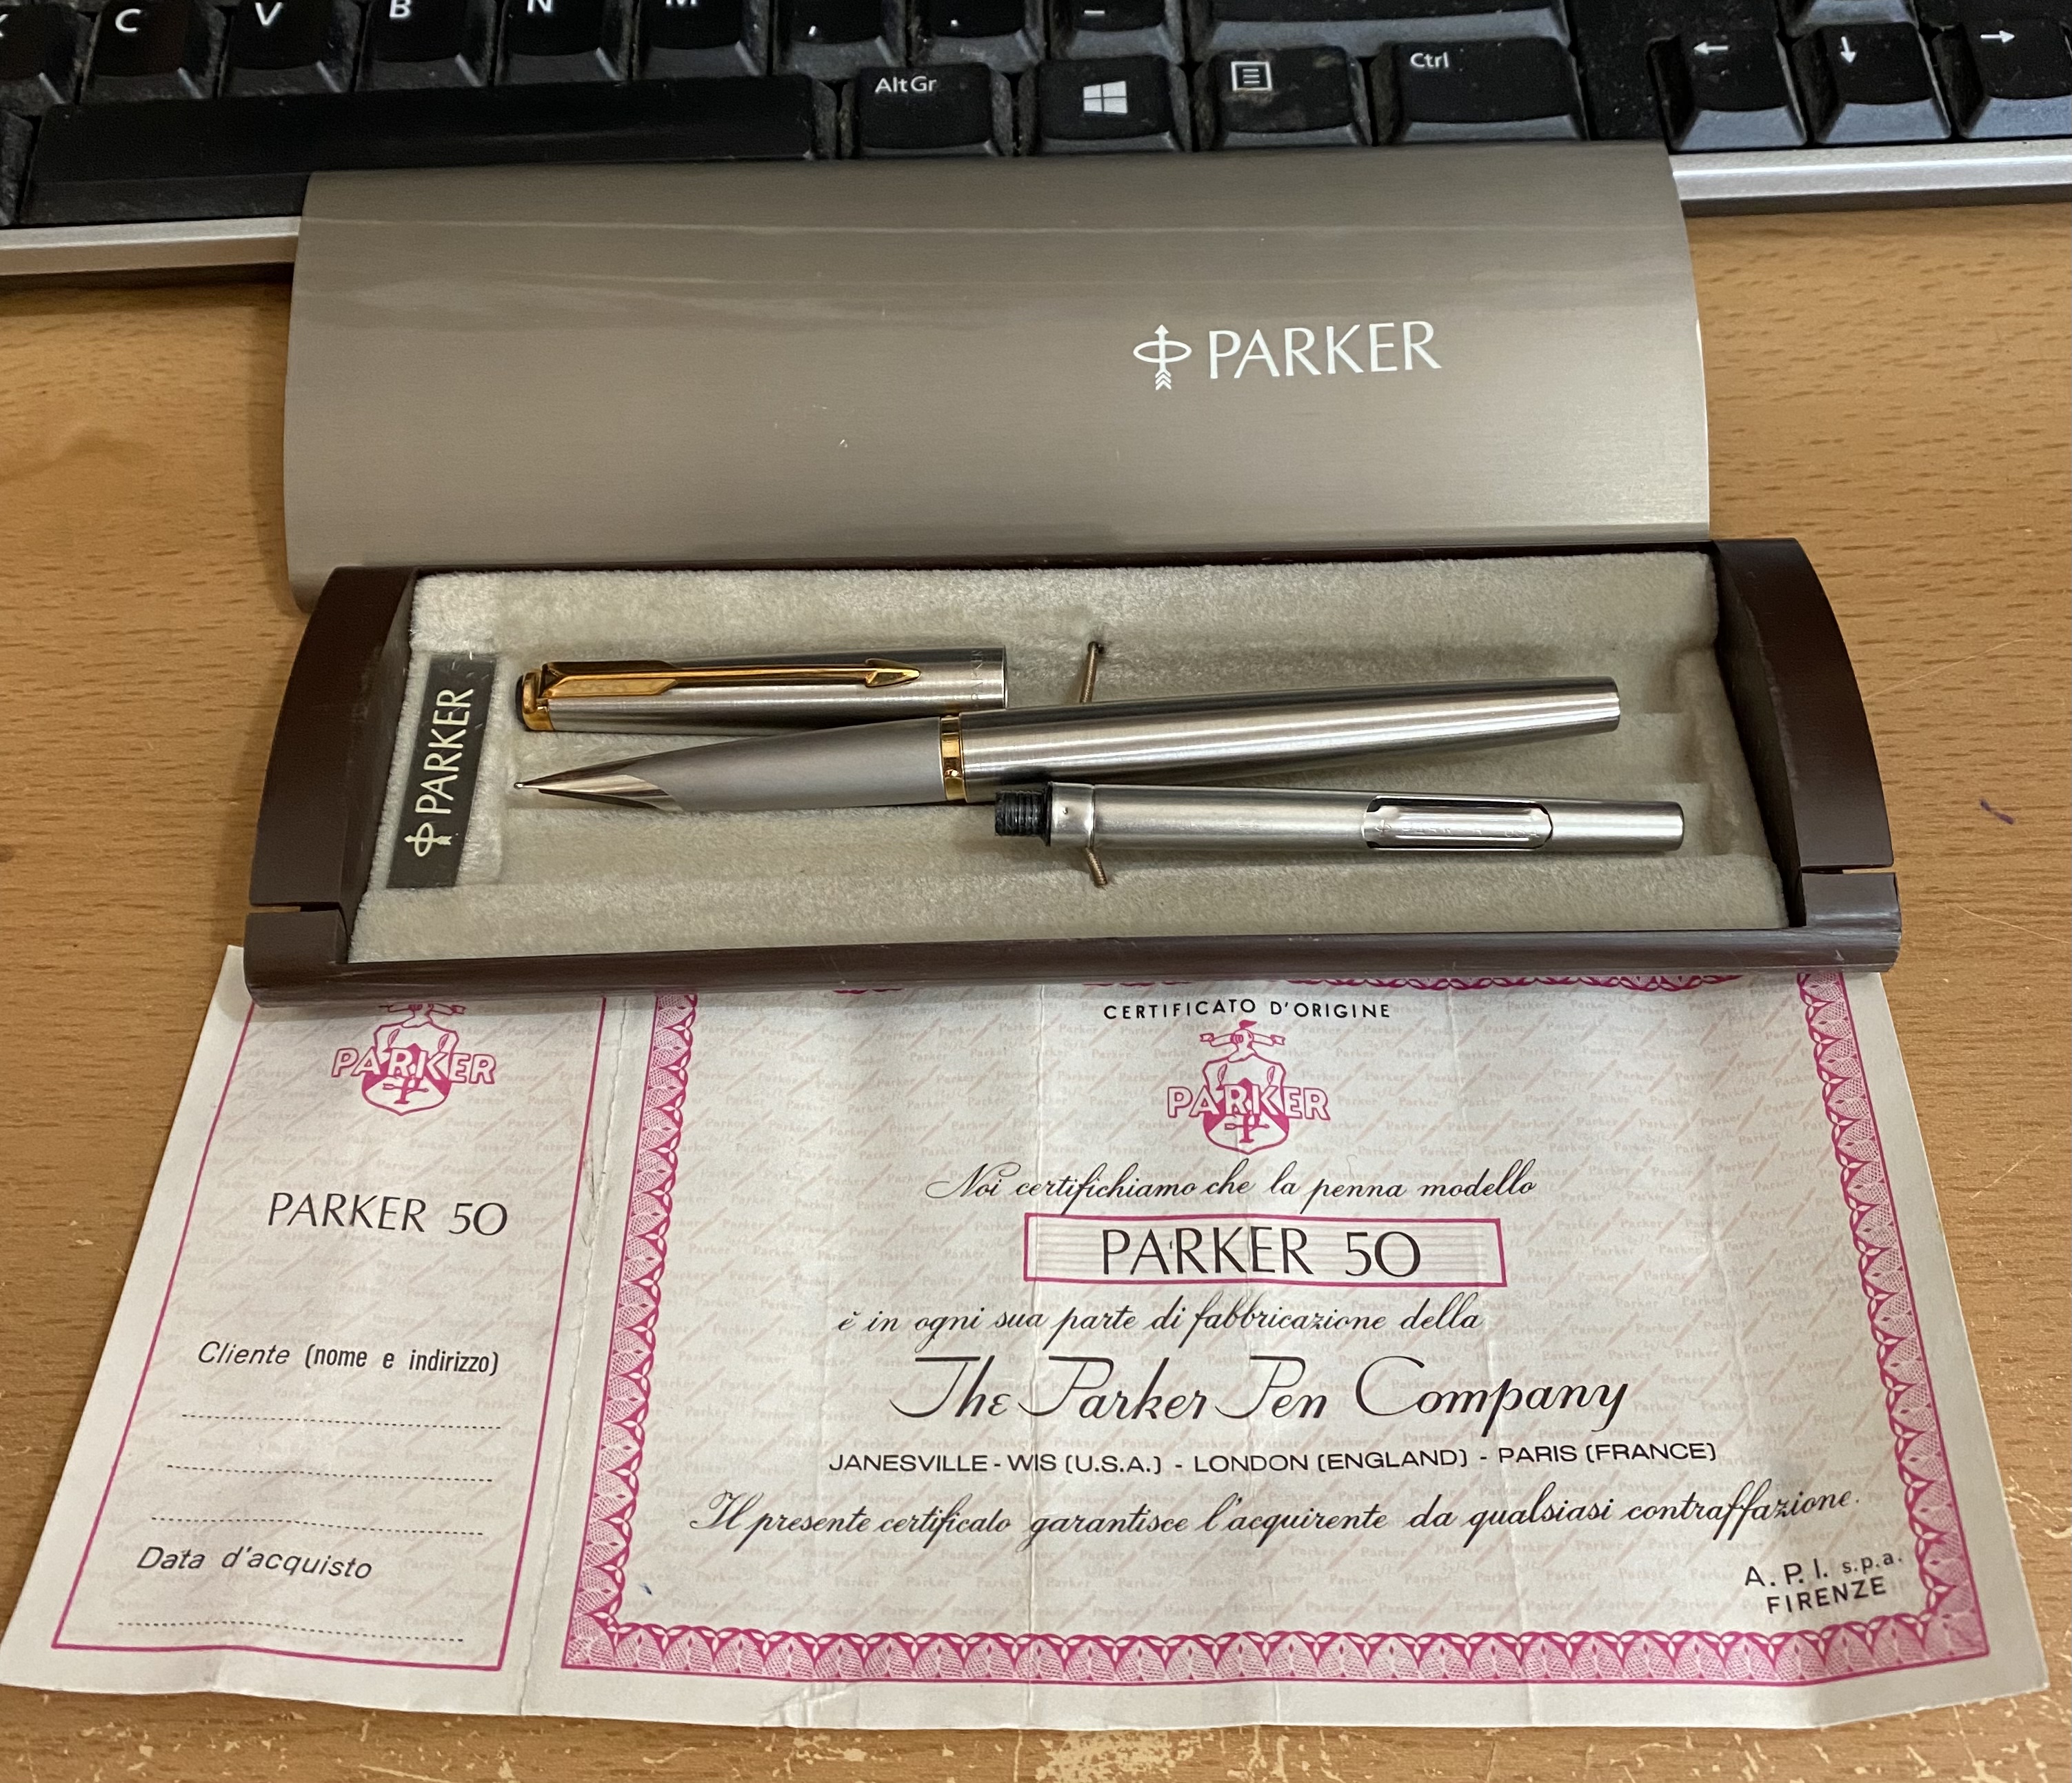 C V B N M , . -
AltGr Ctrl ← ↓ →
PARKER
PARKER
PARKER
PARKER 50
Cliente (nome e indirizzo)
Data d'acquisto
CERTIFICATO D'ORIGINE
PARKER
Noi certifichiamo che la penna modello
PARKER 50
è in ogni sua parte di fabbricazione della
The Parker Pen Company
JANESVILLE - WIS (U.S.A.) - LONDON (ENGLAND) - PARIS (FRANCE)
Il presente certificato garantisce l'acquirente da qualsiasi contraffazione.
A.P.I. s.p.a.
FIRENZE